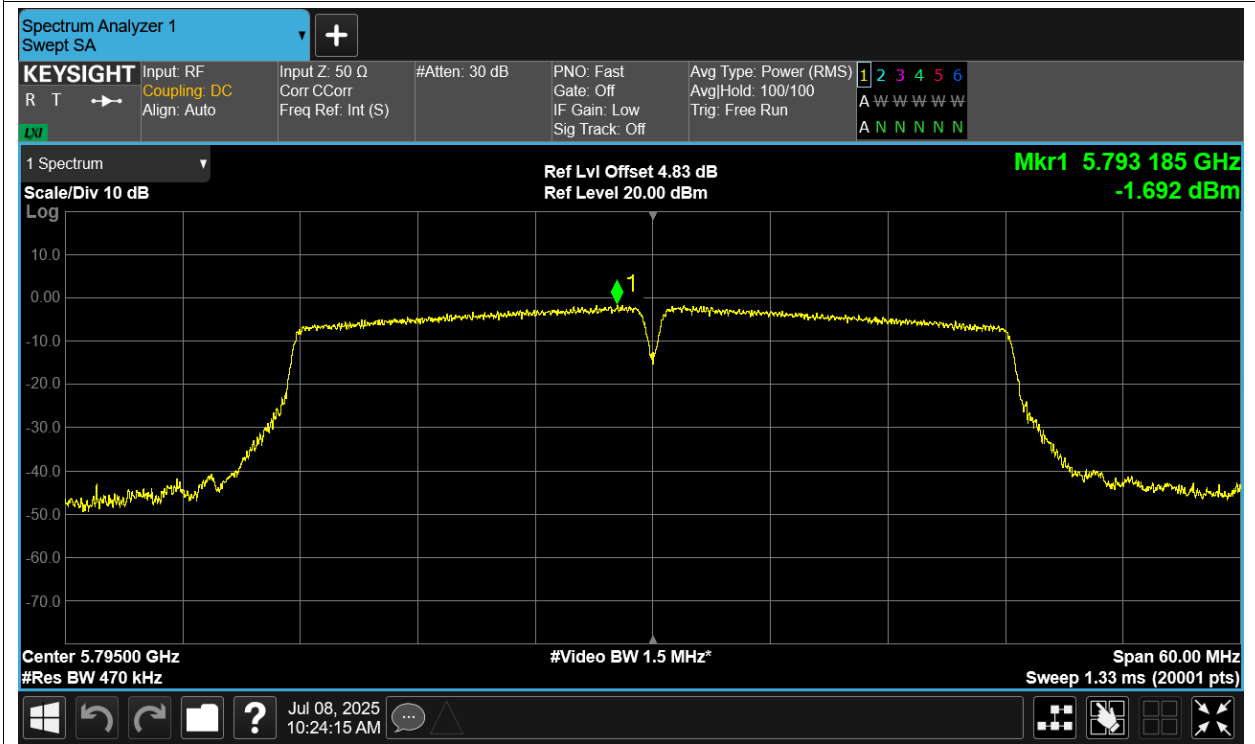 Spectrum Analyzer 1
Swept SA
KEYSIGHT
R T
LXI
Input: RF
Coupling: DC
Align: Auto
Input Z: 50 Ω
Corr CCorr
Freq Ref: Int (S)
#Atten: 30 dB
PNO: Fast
Gate: Off
IF Gain: Low
Sig Track: Off
Avg Type: Power (RMS)
Avg|Hold: 100/100
Trig: Free Run
1 2 3 4 5 6
A W W W W W
A N N N N N
1 Spectrum
Scale/Div 10 dB
Ref Lvl Offset 4.83 dB
Ref Level 20.00 dBm
Mkr1 5.793 185 GHz
-1.692 dBm
Log
10.0
0.00
-10.0
-20.0
-30.0
-40.0
-50.0
-60.0
-70.0
1
Center 5.79500 GHz
#Res BW 470 kHz
#Video BW 1.5 MHz*
Span 60.00 MHz
Sweep 1.33 ms (20001 pts)
?
Jul 08, 2025
10:24:15 AM